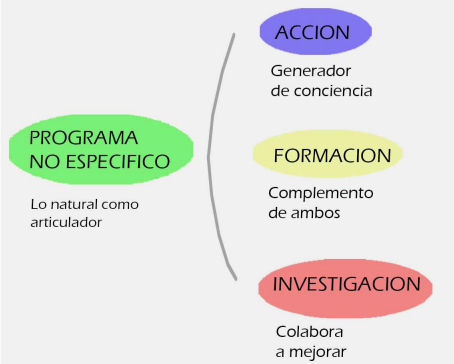 PROGRAMA
NO ESPECIFICO
Lo natural como
articulador
ACCION
Generador
de conciencia
FORMACION
Complemento
de ambos
INVESTIGACION
Colabora
a mejorar